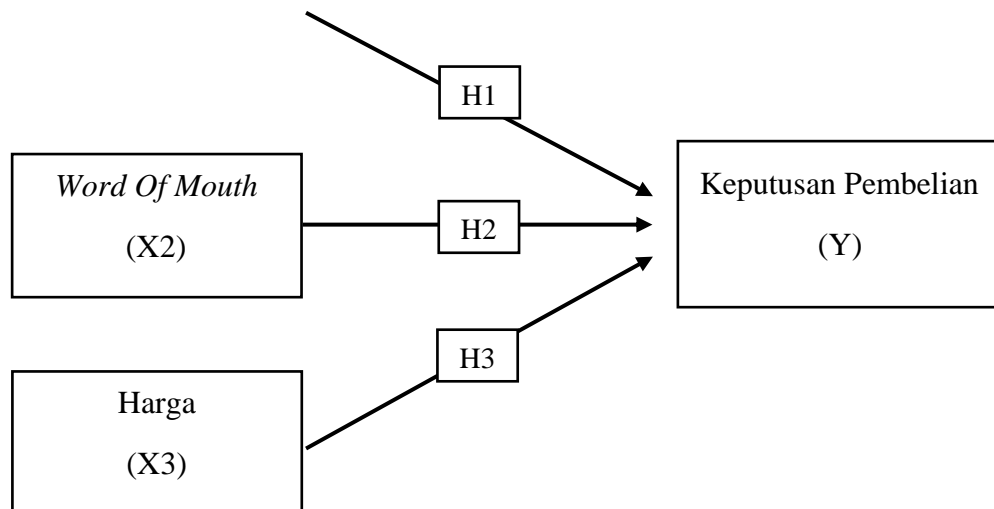 H1
Word Of Mouth
(X2)
H2
Keputusan Pembelian
(Y)
H3
Harga
(X3)